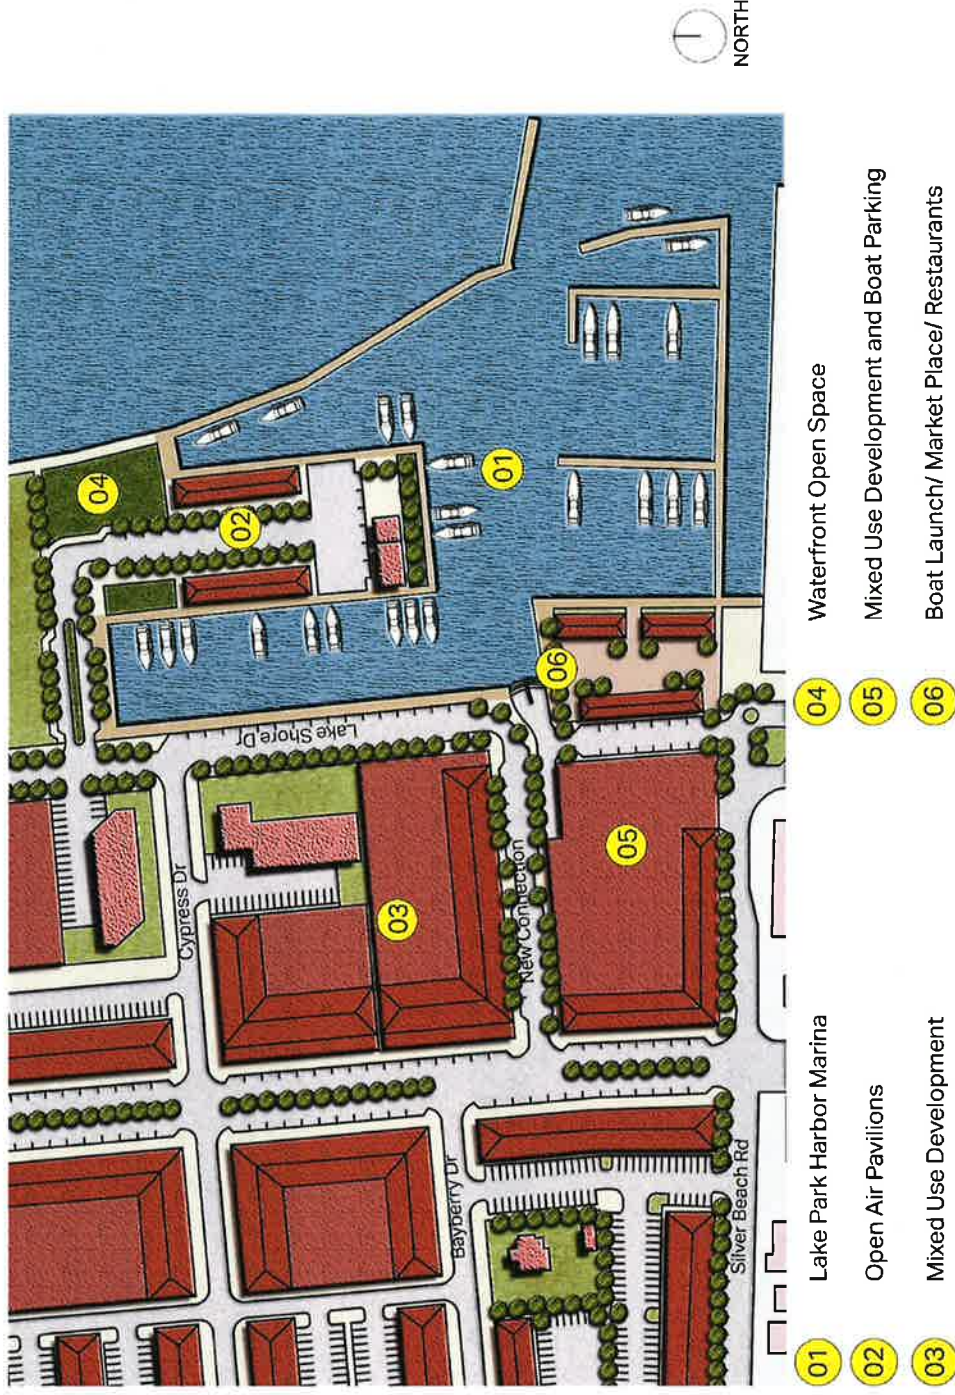 NORTH
04
02
01
06
Lake Shore Dr
Cypress Dr
03
New Connection
05
Bayberry Dr
Silver Beach Rd
01 Lake Park Harbor Marina
02 Open Air Pavilions
03 Mixed Use Development
04 Waterfront Open Space
05 Mixed Use Development and Boat Parking
06 Boat Launch/ Market Place/ Restaurants